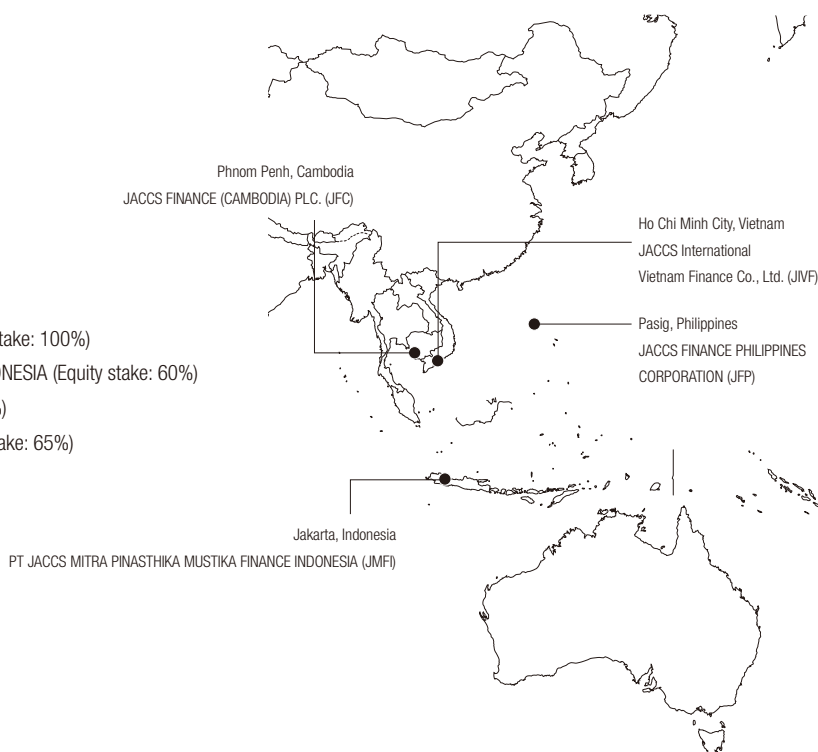 Phnom Penh, Cambodia
JACCS FINANCE (CAMBODIA) PLC. (JFC)
Ho Chi Minh City, Vietnam
JACCS International
Vietnam Finance Co., Ltd. (JIVF)
Pasig, Philippines
JACCS FINANCE PHILIPPINES
CORPORATION (JFP)
take: 100%)
NESIA (Equity stake: 60%)
%)
ake: 65%)
Jakarta, Indonesia
PT JACCS MITRA PINASTHIKA MUSTIKA FINANCE INDONESIA (JMFI)